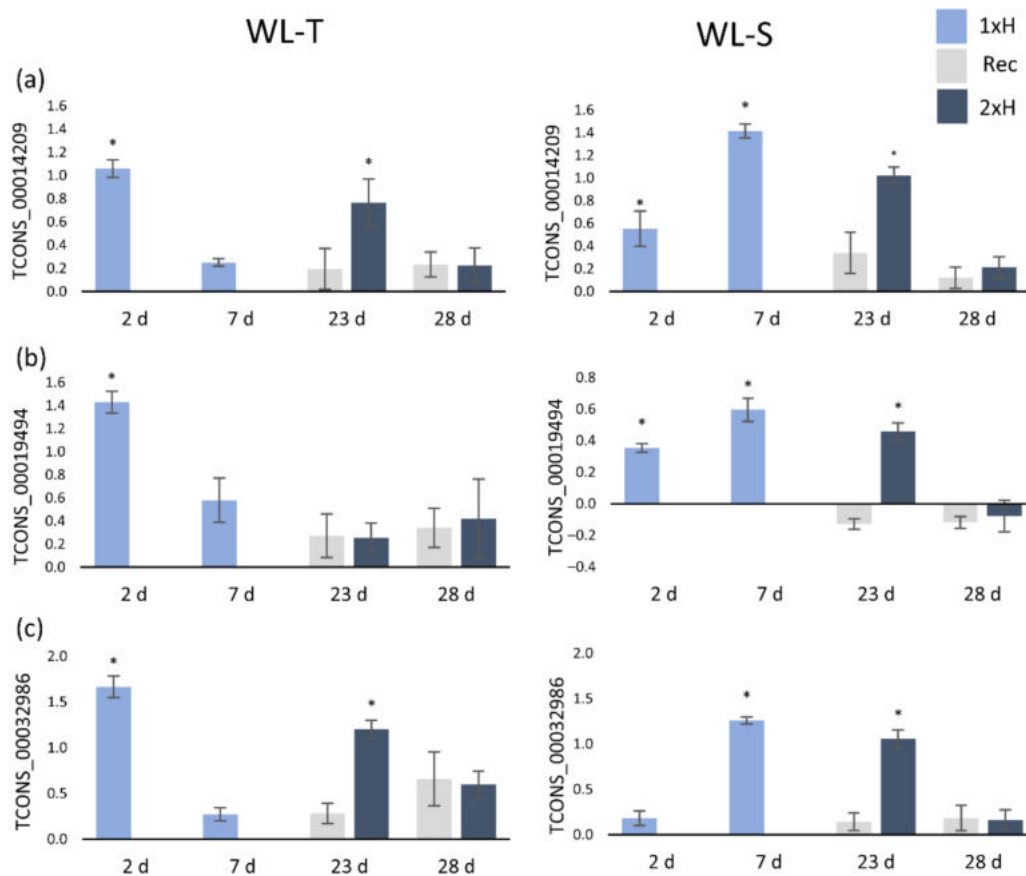 WL-T
WL-S
1xH
Rec
2xH
(a)
TCONS_00014209
1.6
1.4
1.2
1.0
0.8
0.6
0.4
0.2
0.0
*
*
2 d
7 d
23 d
28 d
TCONS_00014209
1.6
1.4
1.2
1.0
0.8
0.6
0.4
0.2
0.0
*
*
*
2 d
7 d
23 d
28 d
(b)
TCONS_00019494
1.6
1.4
1.2
1.0
0.8
0.6
0.4
0.2
0.0
*
2 d
7 d
23 d
28 d
TCONS_00019494
0.8
0.6
0.4
0.2
0.0
−0.2
−0.4
*
*
*
2 d
7 d
23 d
28 d
(c)
TCONS_00032986
2.0
1.5
1.0
0.5
0.0
*
*
2 d
7 d
23 d
28 d
TCONS_00032986
2.0
1.5
1.0
0.5
0.0
*
*
2 d
7 d
23 d
28 d